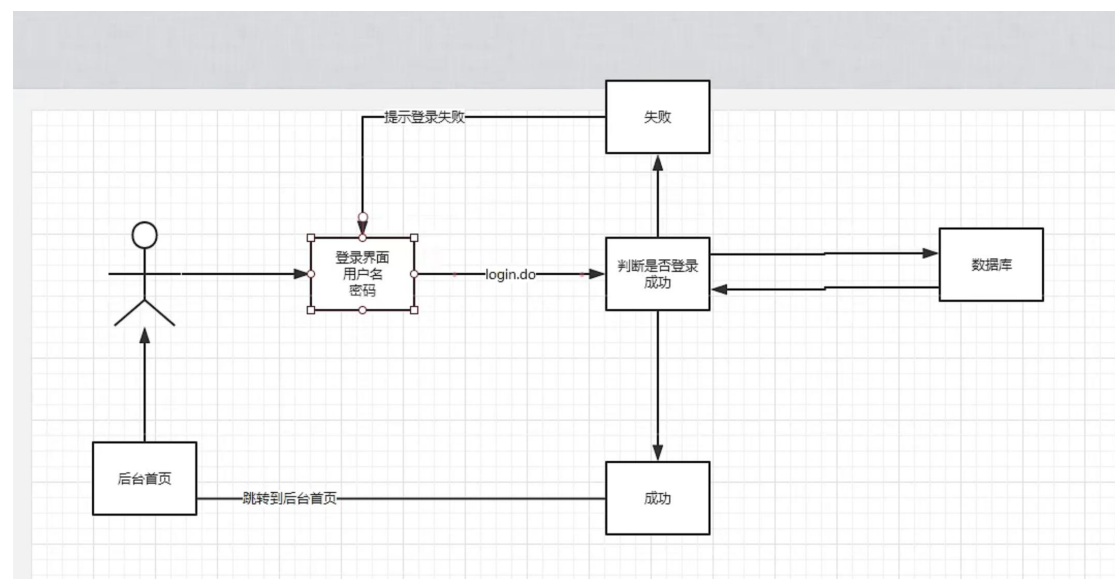 提示登录失败
失败
登录界面
用户名
密码
login.do
判断是否登录
成功
数据库
后台首页
跳转到后台首页
成功